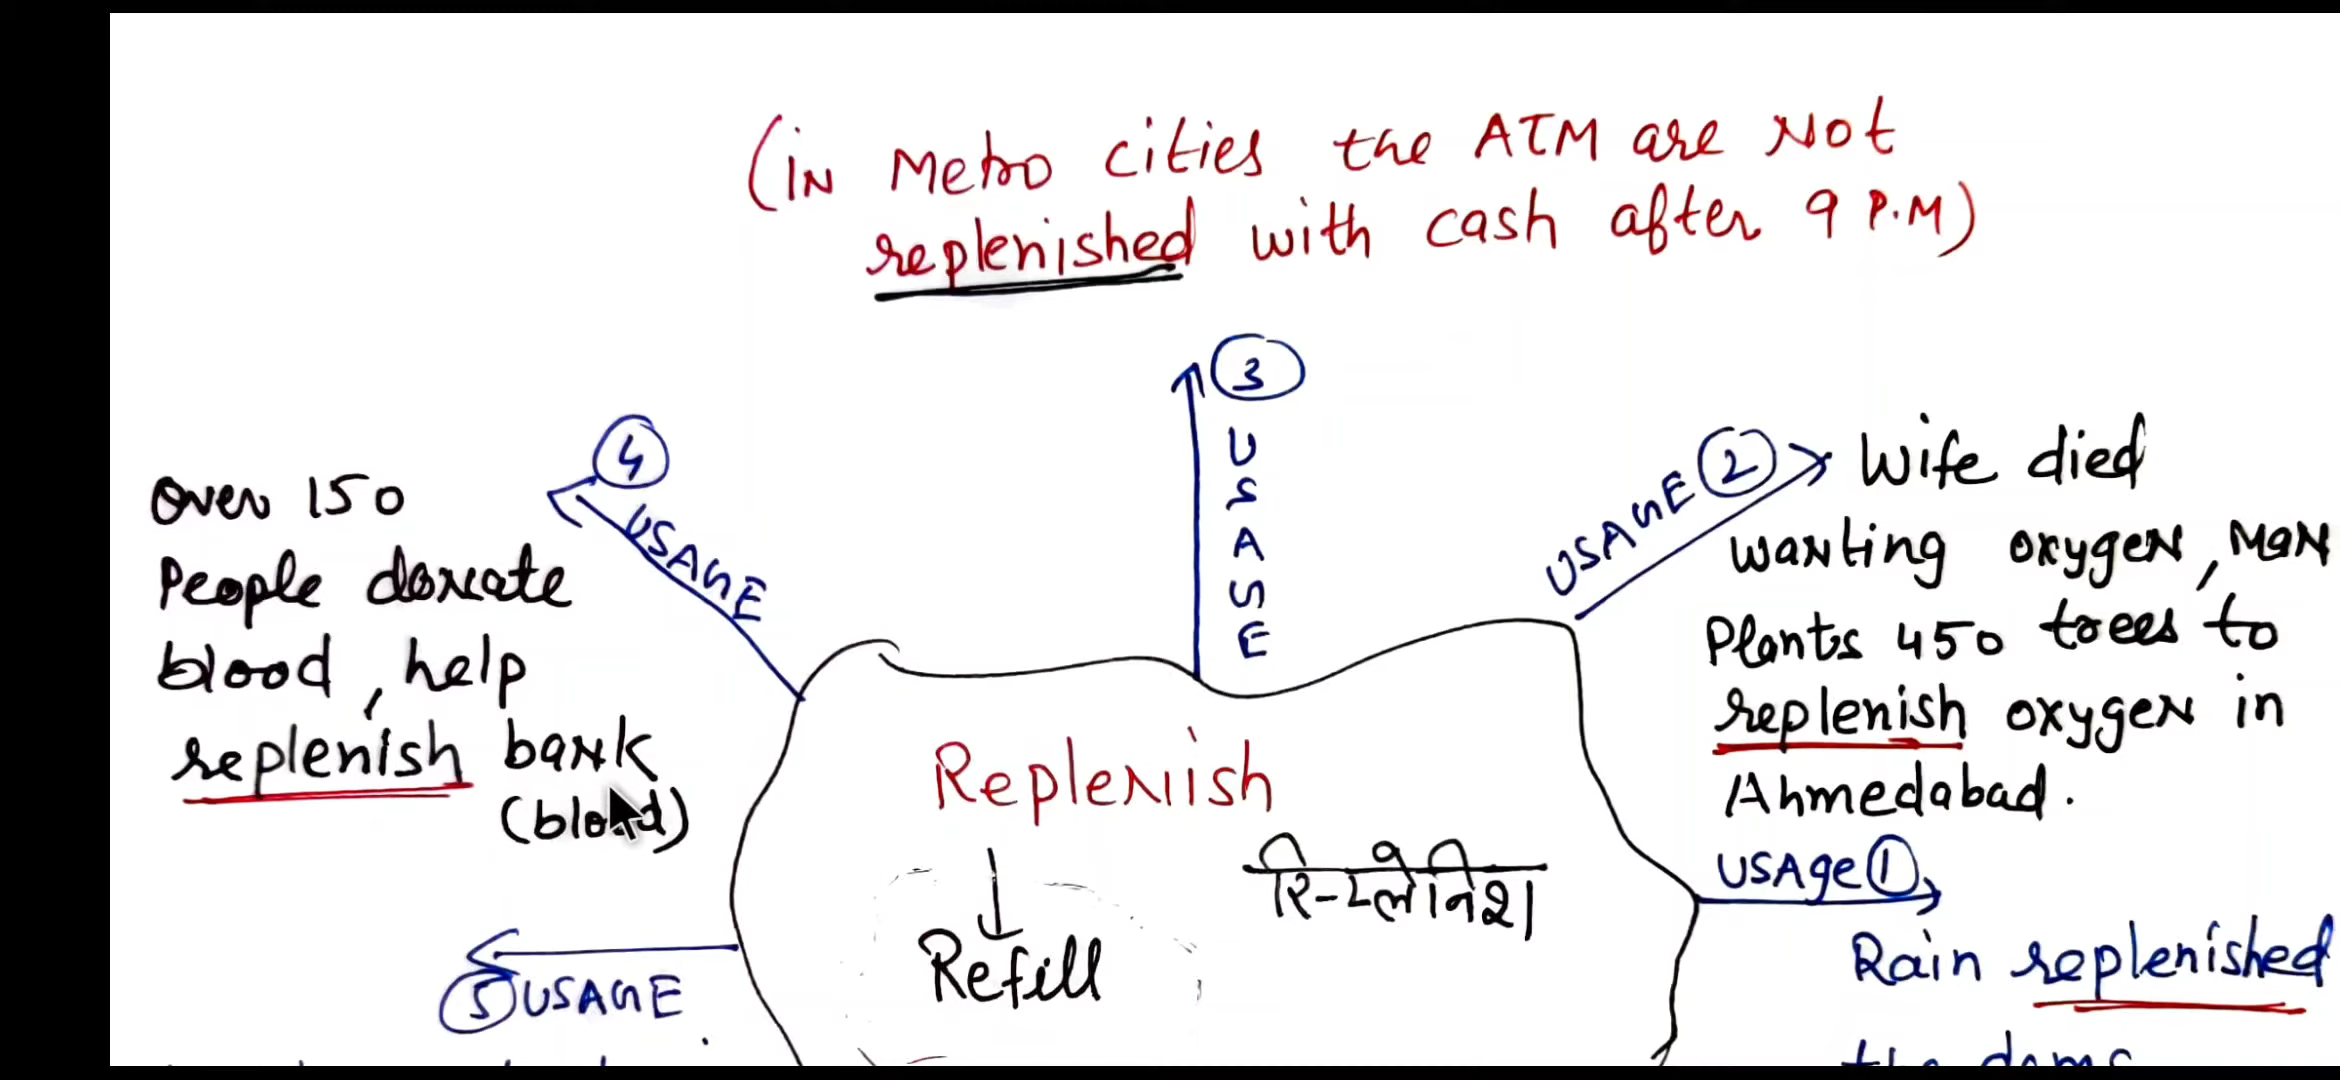 (IN Metro cities the ATM are Not
replenished with cash after 9 P.M)
3
USAGE
4
USAGE
Over 150
People donate
blood, help
replenish bank
(blood)
USAGE 2
Wife died
wanting oxygen, MaN
Plants 450 trees to
replenish oxygen in
Ahmedabad.
Replenish
रि-प्लेनिश
Refill
USAge 1
Rain replenished
the dams
5 USAGE